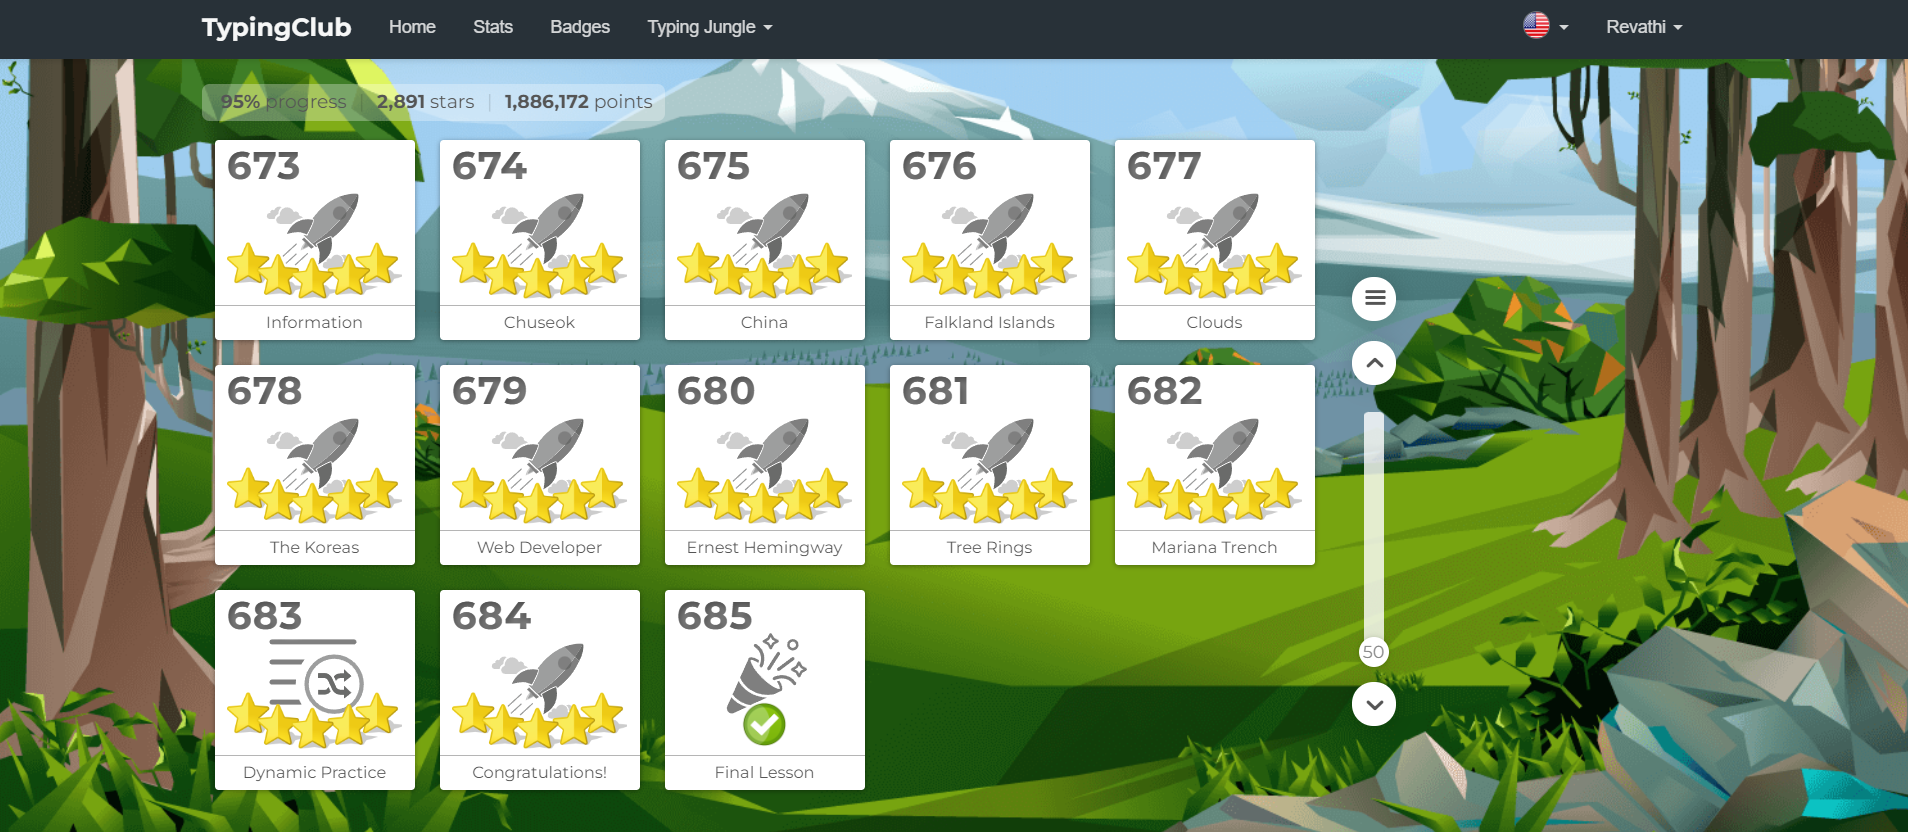 TypingClub Home Stats Badges Typing Jungle Revathi
95% progress | 2,891 stars | 1,886,172 points
673 674 675 676 677
Information Chuseok China Falkland Islands Clouds
678 679 680 681 682
The Koreas Web Developer Ernest Hemingway Tree Rings Mariana Trench
683 684 685
50
Dynamic Practice Congratulations! Final Lesson